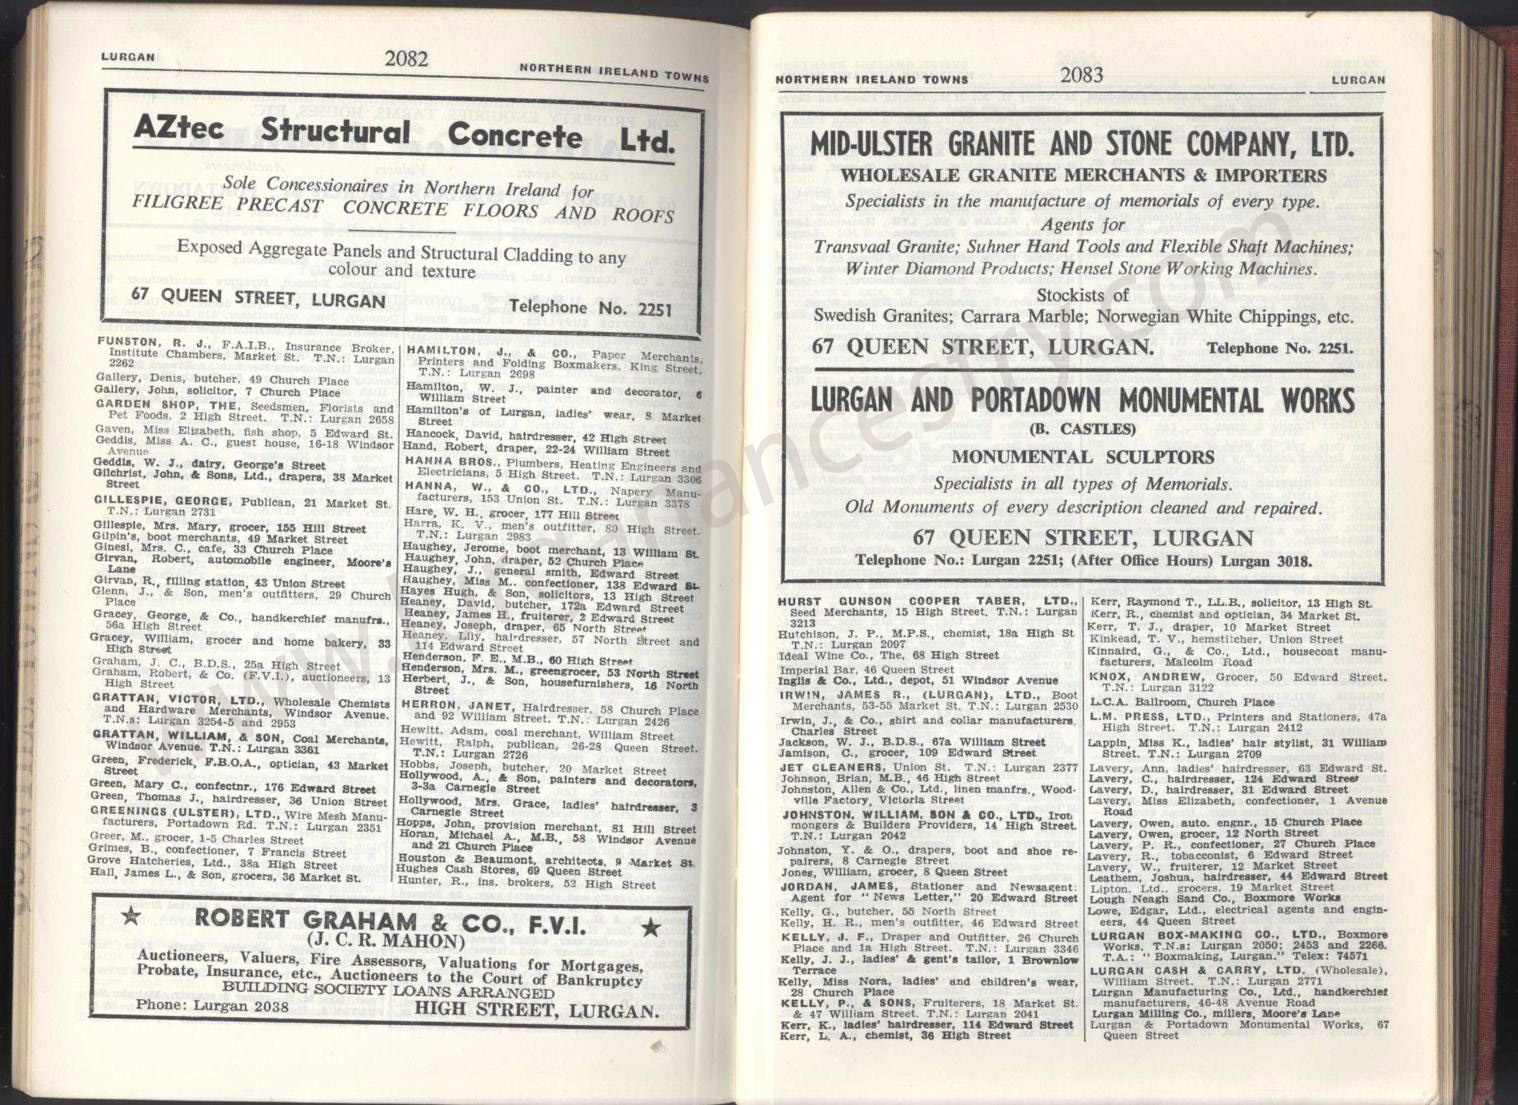 LURGAN 2082 NORTHERN IRELAND TOWNS
AZtec Structural Concrete Ltd.
Sole Concessionaires in Northern Ireland for
FILIGREE PRECAST CONCRETE FLOORS AND ROOFS
Exposed Aggregate Panels and Structural Cladding to any
colour and texture
67 QUEEN STREET, LURGAN Telephone No. 2251
FUNSTON, R. J., F.A.I.B., Insurance Broker,
Institute Chambers, Market St. T.N.: Lurgan
2262
Gallery, Denis, butcher, 49 Church Place
Gallery, John, solicitor, 7 Church Place
GARDEN SHOP, THE, Seedsmen, Florists and
Pet Foods, 2 High Street. T.N.: Lurgan 2658
Gaven, Miss Elizabeth, fish shop, 5 Edward St.
Geddis, Miss A. C., guest house, 16-18 Windsor
Avenue
Geddis, W. J., dairy, George's Street
Gilchrist, John, & Sons, Ltd., drapers, 38 Market
Street
GILLESPIE, GEORGE, Publican, 21 Market St.
T.N.: Lurgan 2731
Gillespie, Mrs. Mary, grocer, 155 Hill Street
Gilpin's, boot merchants, 49 Market Street
Ginesi, Mrs. C., cafe, 33 Church Place
Girvan, Robert, automobile engineer, Moore's
Lane
Girvan, R., filling station, 43 Union Street
Glenn, J., & Son, men's outfitters, 29 Church
Place
Gracey, George, & Co., handkerchief manufrs.,
56a High Street
Gracey, William, grocer and home bakery, 33
High Street
Graham, J. C., B.D.S., 25a High Street
Graham, Robert, & Co. (F.V.I.), auctioneers, 13
High Street
GRATTAN, VICTOR, LTD., Wholesale Chemists
and Hardware Merchants, Windsor Avenue.
T.N.s: Lurgan 3254-5 and 2953
GRATTAN, WILLIAM, & SON, Coal Merchants,
Windsor Avenue. T.N.: Lurgan 3361
Green, Frederick, F.B.O.A., optician, 43 Market
Street
Green, Mary C., confectnr., 176 Edward Street
Green, Thomas J., hairdresser, 36 Union Street
GREENINGS (ULSTER), LTD., Wire Mesh Manu-
facturers, Portadown Rd. T.N.: Lurgan 2351
Greer, M., grocer, 1-5 Charles Street
Grimes, B., confectioner, 7 Francis Street
Grove Hatcheries, Ltd., 38a High Street
Hall, James L., & Son, grocers, 36 Market St.
HAMILTON, J., & CO., Paper Merchants,
Printers and Folding Boxmakers, King Street.
T.N.: Lurgan 2698
Hamilton, W. J., painter and decorator, 6
William Street
Hamilton's of Lurgan, ladies' wear, 8 Market
Street
Hancock, David, hairdresser, 42 High Street
Hand, Robert, draper, 22-24 William Street
HANNA BROS., Plumbers, Heating Engineers and
Electricians, 5 High Street. T.N.: Lurgan 3306
HANNA, W., & CO., LTD., Napery Manu-
facturers, 153 Union St. T.N.: Lurgan 3378
Hare, W. H., grocer, 177 Hill Street
Harra, K. V., men's outfitter, 80 High Street.
T.N.: Lurgan 2983
Haughey, Jerome, boot merchant, 13 William St.
Haughey, John, draper, 52 Church Place
Haughey, J., general smith, Edward Street
Haughey, Miss M., confectioner, 138 Edward St.
Hayes Hugh, & Son, solicitors, 13 High Street
Heaney, David, butcher, 172a Edward Street
Heaney, James H., fruiterer, 2 Edward Street
Heaney, Joseph, draper, 65 North Street
Heaney, Lily, hairdresser, 57 North Street and
114 Edward Street
Henderson, F. E., M.B., 60 High Street
Henderson, Mrs. M., greengrocer, 53 North Street
Herbert, J., & Son, housefurnishers, 16 North
Street
HERRON, JANET, Hairdresser, 58 Church Place
and 92 William Street. T.N.: Lurgan 2426
Hewitt, Adam, coal merchant, William Street
Hewitt, Ralph, publican, 26-28 Queen Street.
T.N.: Lurgan 2726
Hobbs, Joseph, butcher, 20 Market Street
Hollywood, A., & Son, painters and decorators,
3-3a Carnegie Street
Hollywood, Mrs. Grace, ladies' hairdresser, 3
Carnegie Street
Hopps, John, provision merchant, 81 Hill Street
Horan, Michael A., M.B., 58 Windsor Avenue
and 21 Church Place
Houston & Beaumont, architects, 9 Market St.
Hughes Cash Stores, 69 Queen Street
Hunter, R., ins. brokers, 52 High Street
★ ROBERT GRAHAM & CO., F.V.I. ★
(J. C. R. MAHON)
Auctioneers, Valuers, Fire Assessors, Valuations for Mortgages,
Probate, Insurance, etc., Auctioneers to the Court of Bankruptcy
BUILDING SOCIETY LOANS ARRANGED
Phone: Lurgan 2038 HIGH STREET, LURGAN.
NORTHERN IRELAND TOWNS 2083 LURGAN
MID-ULSTER GRANITE AND STONE COMPANY, LTD.
WHOLESALE GRANITE MERCHANTS & IMPORTERS
Specialists in the manufacture of memorials of every type.
Agents for
Transvaal Granite; Suhner Hand Tools and Flexible Shaft Machines;
Winter Diamond Products; Hensel Stone Working Machines.
Stockists of
Swedish Granites; Carrara Marble; Norwegian White Chippings, etc.
67 QUEEN STREET, LURGAN. Telephone No. 2251.
LURGAN AND PORTADOWN MONUMENTAL WORKS
(B. CASTLES)
MONUMENTAL SCULPTORS
Specialists in all types of Memorials.
Old Monuments of every description cleaned and repaired.
67 QUEEN STREET, LURGAN
Telephone No.: Lurgan 2251; (After Office Hours) Lurgan 3018.
HURST GUNSON COOPER TABER, LTD.,
Seed Merchants, 15 High Street. T.N.: Lurgan
3213
Hutchison, J. P., M.P.S., chemist, 18a High St
T.N.: Lurgan 2097
Ideal Wine Co., The, 68 High Street
Imperial Bar, 46 Queen Street
Inglis & Co., Ltd., depot, 51 Windsor Avenue
IRWIN, JAMES R., (LURGAN), LTD., Boot
Merchants, 53-55 Market St. T.N.: Lurgan 2530
Irwin, J., & Co., shirt and collar manufacturers,
Charles Street
Jackson, W. J., B.D.S., 67a William Street
Jamison, C., grocer, 109 Edward Street
JET CLEANERS, Union St. T.N.: Lurgan 2377
Johnson, Brian, M.B., 46 High Street
Johnston, Allen & Co., Ltd., linen manfrs., Wood-
ville Factory, Victoria Street
JOHNSTON, WILLIAM, SON & CO., LTD., Iron
mongers & Builders Providers, 14 High Street.
T.N.: Lurgan 2042
Johnston, Y. & O., drapers, boot and shoe re-
pairers, 8 Carnegie Street
Jones, William, grocer, 8 Queen Street
JORDAN, JAMES, Stationer and Newsagent:
Agent for "News Letter," 20 Edward Street
Kelly, G., butcher, 55 North Street
Kelly, H. R., men's outfitter, 46 Edward Street
KELLY, J. F., Draper and Outfitter, 26 Church
Place and 1a High Street. T.N.: Lurgan 3346
Kelly, J. J., ladies' & gent's tailor, 1 Brownlow
Terrace
Kelly, Miss Nora, ladies' and children's wear,
28 Church Place
KELLY, P., & SONS, Fruiterers, 18 Market St.
& 47 William Street. T.N.: Lurgan 2041
Kerr, K., ladies' hairdresser, 114 Edward Street
Kerr, L. A., chemist, 36 High Street
Kerr, Raymond T., LL.B., solicitor, 13 High St.
Kerr, R., chemist and optician, 34 Market St.
Kerr, T. J., draper, 10 Market Street
Kinkead, T. V., hemstitcher, Union Street
Kinnaird, G., & Co., Ltd., housecoat manu-
facturers, Malcolm Road
KNOX, ANDREW, Grocer, 50 Edward Street.
T.N.: Lurgan 3122
L.C.A. Ballroom, Church Place
L.M. PRESS, LTD., Printers and Stationers, 47a
High Street. T.N.: Lurgan 2412
Lappin, Miss K., ladies' hair stylist, 31 William
Street. T.N.: Lurgan 2709
Lavery, Ann, ladies' hairdresser, 63 Edward St.
Lavery, C., hairdresser, 124 Edward Street
Lavery, D., hairdresser, 31 Edward Street
Lavery, Miss Elizabeth, confectioner, 1 Avenue
Road
Lavery, Owen, auto. engnr., 15 Church Place
Lavery, Owen, grocer, 12 North Street
Lavery, P. R., confectioner, 27 Church Place
Lavery, R., tobacconist, 6 Edward Street
Lavery, W., fruiterer, 12 Market Street
Leathem, Joshua, hairdresser, 44 Edward Street
Lipton, Ltd., grocers, 19 Market Street
Lough Neagh Sand Co., Boxmore Works
Lowe, Edgar, Ltd., electrical agents and engin-
eers, 44 Queen Street
LURGAN BOX-MAKING CO., LTD., Boxmore
Works. T.N.s: Lurgan 2050; 2453 and 2266.
T.A.: "Boxmaking, Lurgan." Telex: 74571
LURGAN CASH & CARRY, LTD. (Wholesale),
William Street. T.N.: Lurgan 2771
Lurgan Manufacturing Co., Ltd., handkerchief
manufacturers, 46-48 Avenue Road
Lurgan Milling Co., millers, Moore's Lane
Lurgan & Portadown Monumental Works, 67
Queen Street
www.lurganancestry.com